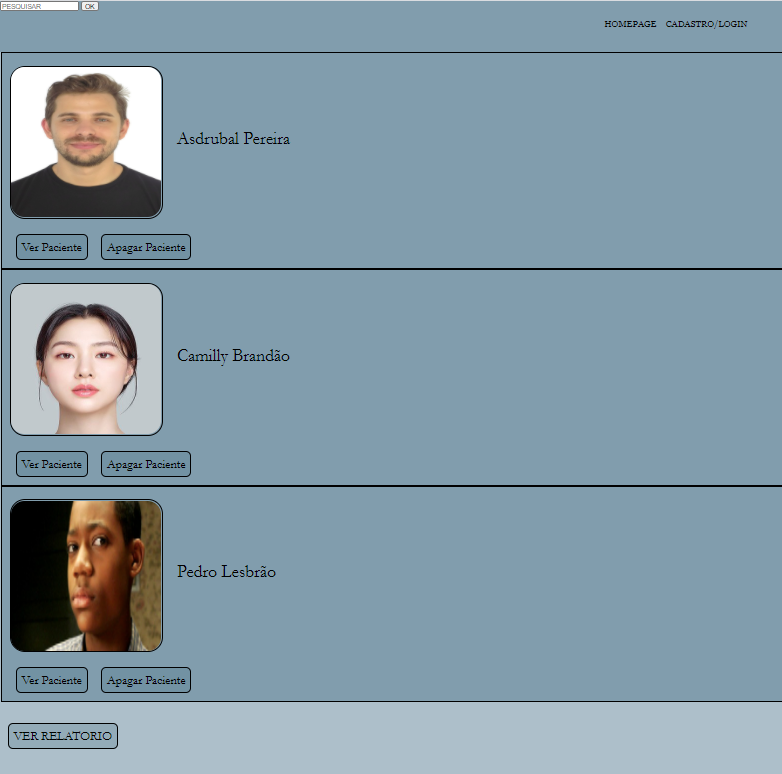 PESQUISAR OK
HOMEPAGE CADASTRO/LOGIN
Asdrubal Pereira
Ver Paciente Apagar Paciente
Camilly Brandão
Ver Paciente Apagar Paciente
Pedro Lesbrão
Ver Paciente Apagar Paciente
VER RELATORIO